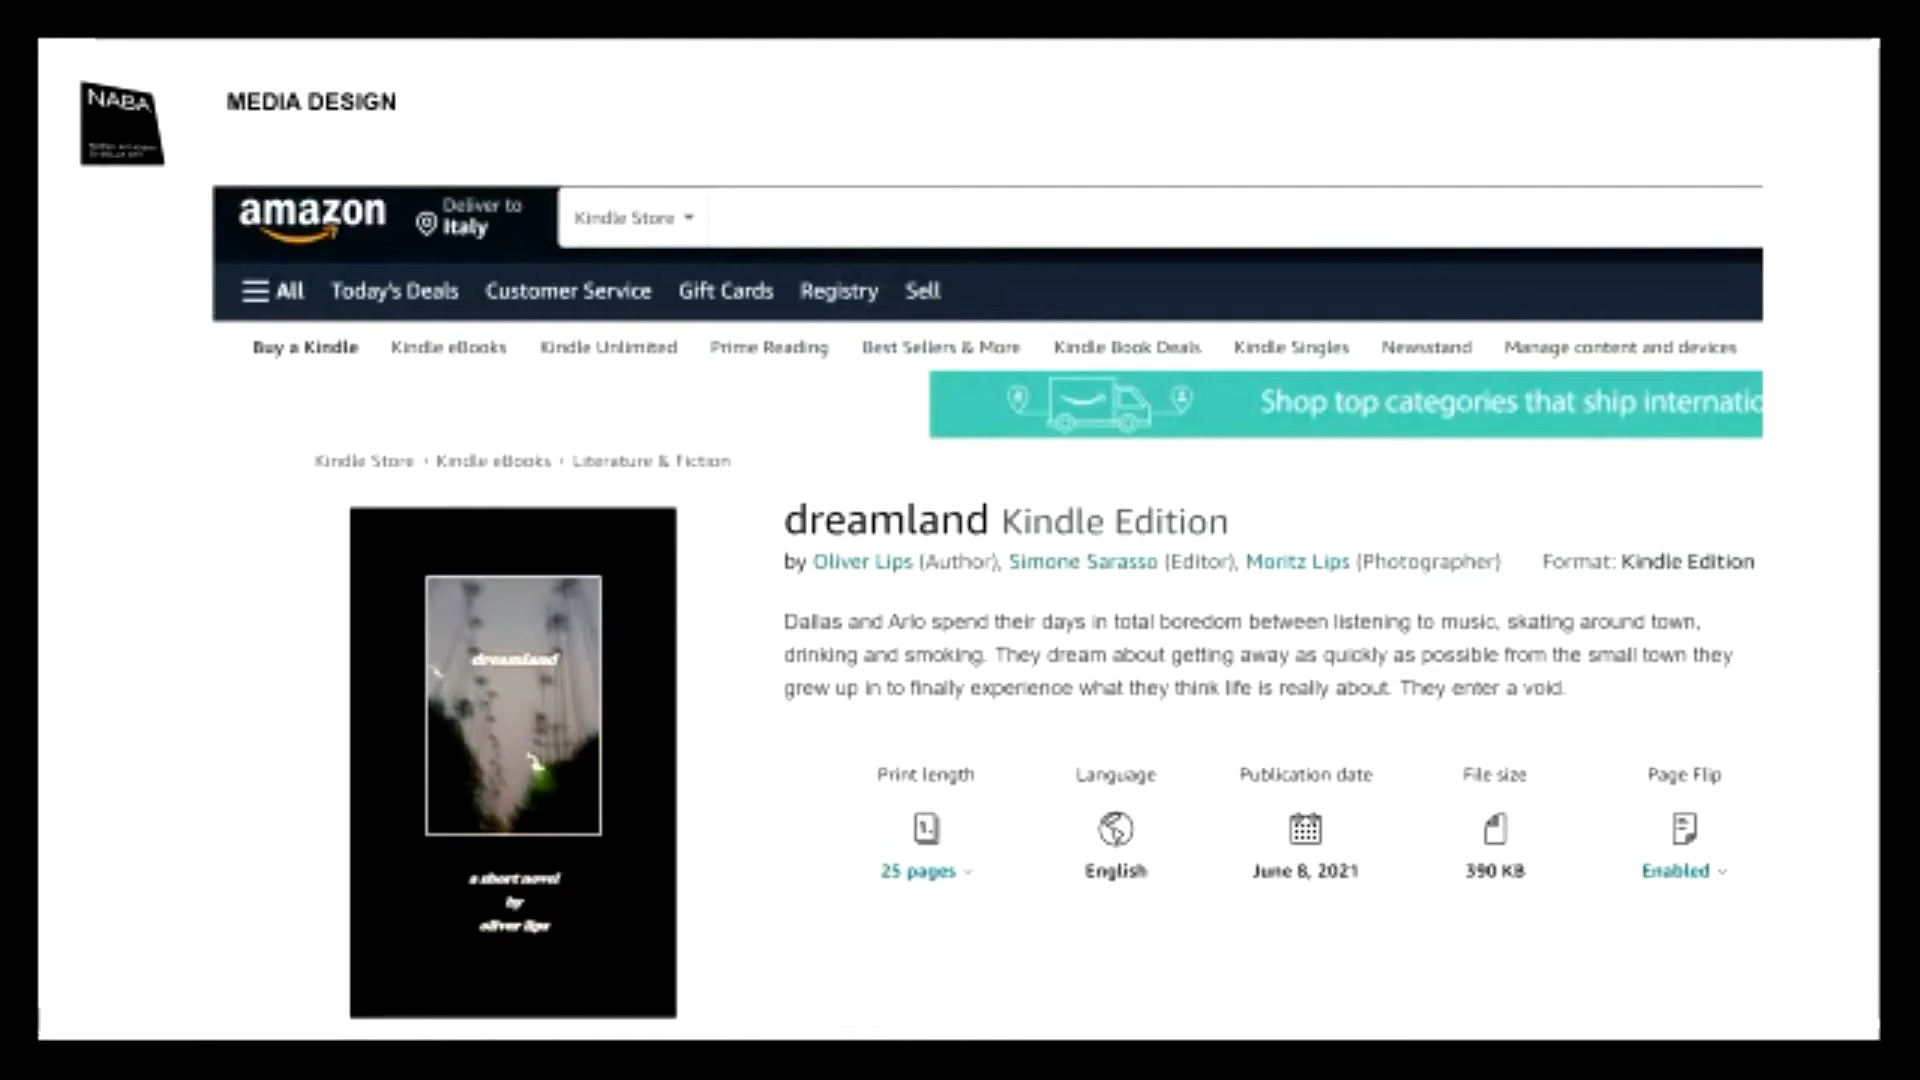 NABA
MEDIA DESIGN
amazon
Deliver to
Italy
Kindle Store
All Today's Deals Customer Service Gift Cards Registry Sell
Buy a Kindle Kindle eBooks Kindle Unlimited Prime Reading Best Sellers & More Kindle Book Deals Kindle Singles Newsstand Manage content and devices
Shop top categories that ship internatio
Kindle Store › Kindle eBooks › Literature & Fiction
dreamland Kindle Edition
by Oliver Lips (Author), Simone Sarasso (Editor), Moritz Lips (Photographer) Format: Kindle Edition
Dallas and Arlo spend their days in total boredom between listening to music, skating around town,
drinking and smoking. They dream about getting away as quickly as possible from the small town they
grew up in to finally experience what they think life is really about. They enter a void.
dreamland
a short novel
by
oliver lips
Print length Language Publication date File size Page Flip
25 pages English June 8, 2021 390 KB Enabled